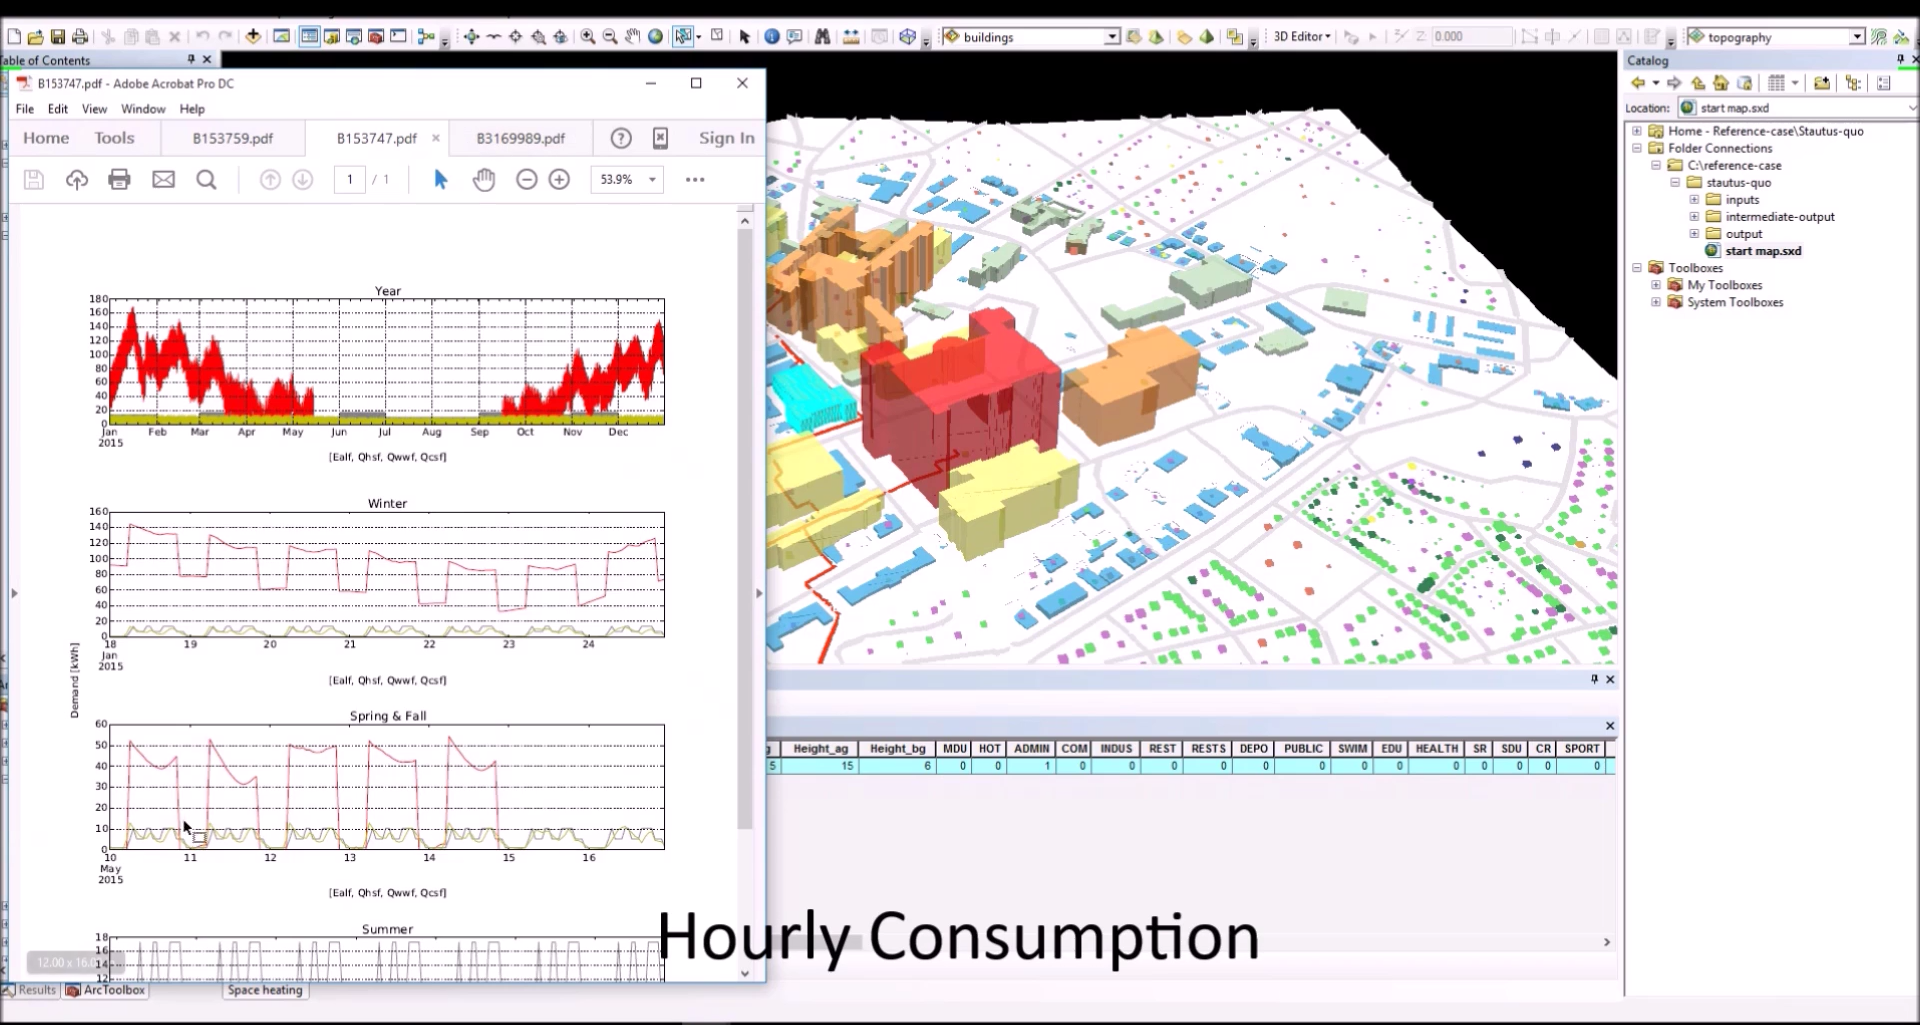 buildings
3D Editor
Z:
0.000
topography
Table of Contents
B153747.pdf - Adobe Acrobat Pro DC
File Edit View Window Help
Home Tools B153759.pdf B153747.pdf × B3169989.pdf Sign In
1 / 1 53.9%
Year
180
160
140
120
100
80
60
40
20
0
Jan Feb Mar Apr May Jun Jul Aug Sep Oct Nov Dec
2015
[Ealf, Qhsf, Qwwf, Qcsf]
Winter
160
140
120
100
80
60
40
20
0
18 19 20 21 22 23 24
Jan
2015
[Ealf, Qhsf, Qwwf, Qcsf]
Demand [kWh]
Spring & Fall
60
50
40
30
20
10
0
10 11 12 13 14 15 16
May
2015
[Ealf, Qhsf, Qwwf, Qcsf]
Summer
18
14
12
12.00 x 16.0
Results ArcToolbox Space heating
Height_ag Height_bg MDU HOT ADMIN COM INDUS REST RESTS DEPO PUBLIC SWIM EDU HEALTH SR SDU CR SPORT
5 15 6 0 0 1 0 0 0 0 0 0 0 0 0 0 0 0 0
Hourly Consumption
Catalog
Location: start map.sxd
Home - Reference-case\Stautus-quo
Folder Connections
C:\reference-case
stautus-quo
inputs
intermediate-output
output
start map.sxd
Toolboxes
My Toolboxes
System Toolboxes